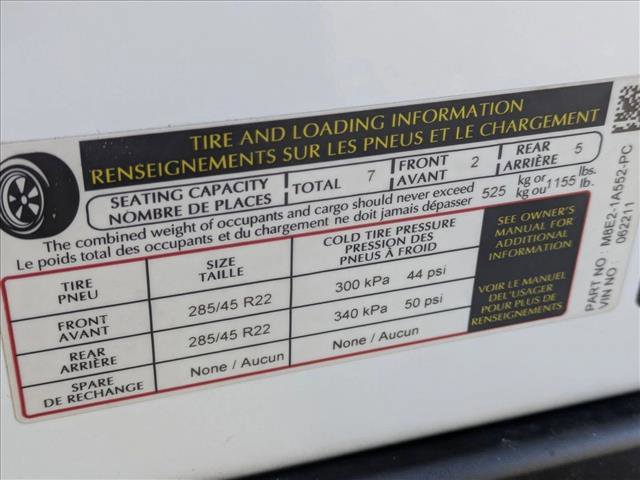 TIRE AND LOADING INFORMATION
RENSEIGNEMENTS SUR LES PNEUS ET LE CHARGEMENT
SEATING CAPACITY
NOMBRE DE PLACES
TOTAL 7
FRONT
AVANT 2
REAR
ARRIÈRE 5
The combined weight of occupants and cargo should never exceed
Le poids total des occupants et du chargement ne doit jamais dépasser
525 kg or 1155 lbs.
kg ou lb.
TIRE
PNEU
SIZE
TAILLE
COLD TIRE PRESSURE
PRESSION DES
PNEUS À FROID
SEE OWNER'S
MANUAL FOR
ADDITIONAL
INFORMATION
FRONT
AVANT
285/45 R22
300 kPa 44 psi
REAR
ARRIÈRE
285/45 R22
340 kPa 50 psi
VOIR LE MANUEL
DEL'USAGER
POUR PLUS DE
RENSEIGNEMENTS
SPARE
DE RECHANGE
None / Aucun
None / Aucun
PART NO : M8E2-1A552-PC
VIN NO : 062211